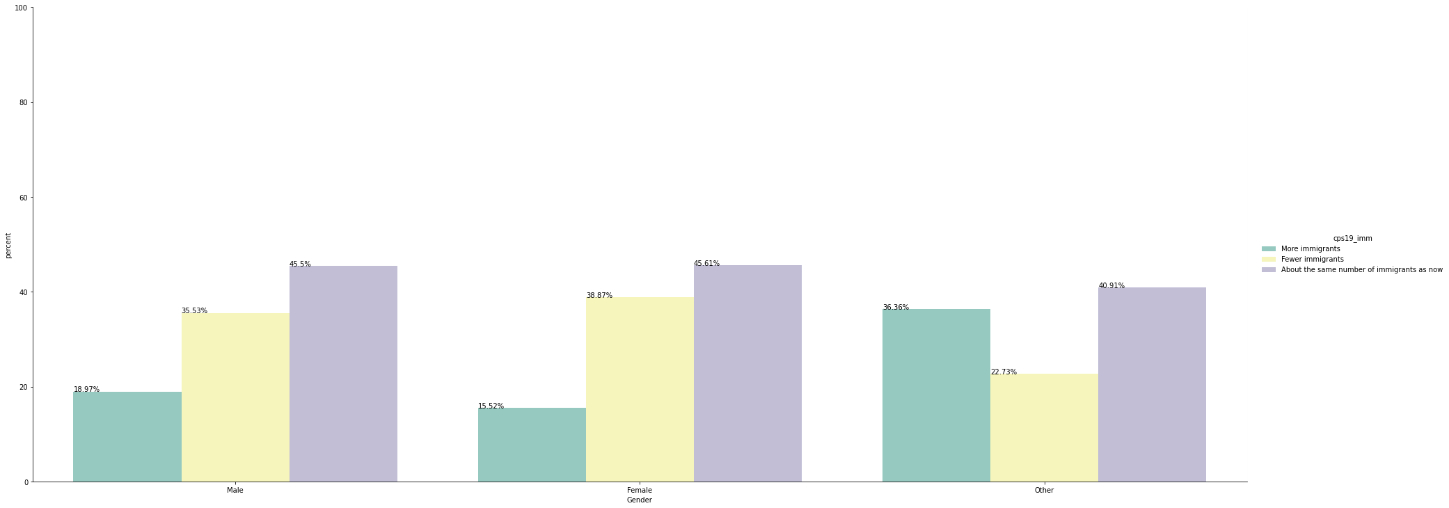 100
80
60
40
20
0
percent
18.97%
35.53%
45.5%
15.52%
38.87%
45.61%
36.36%
22.73%
40.91%
Male
Female
Other
Gender
cps19_imm
More immigrants
Fewer immigrants
About the same number of immigrants as now